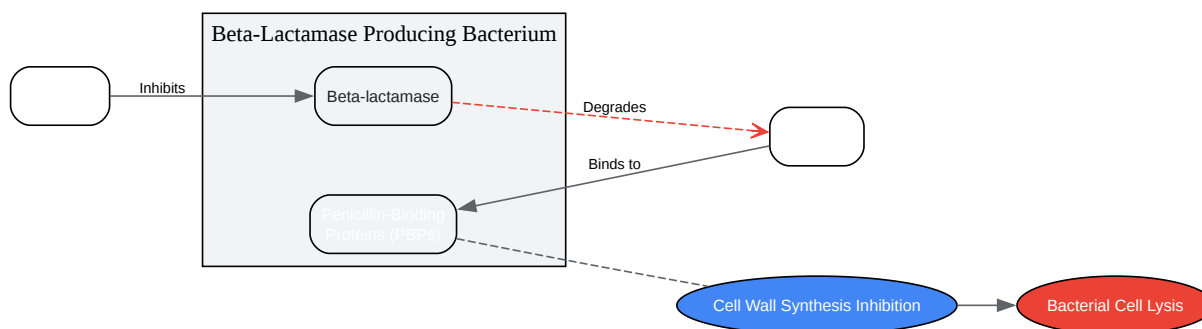 Beta-Lactamase Producing Bacterium
Inhibits
Beta-lactamase
Degrades
Binds to
Penicillin-Binding
Proteins (PBPs)
Cell Wall Synthesis Inhibition
Bacterial Cell Lysis